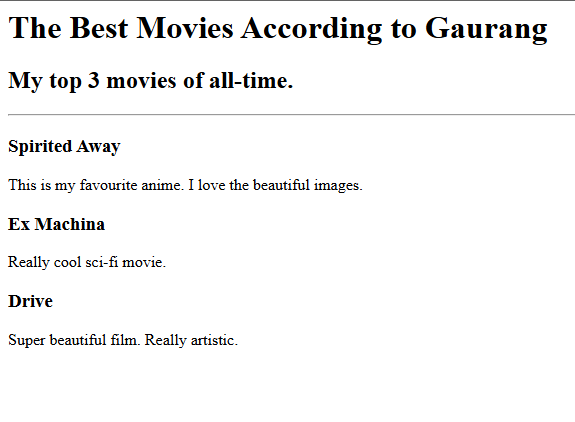 The Best Movies According to Gaurang
My top 3 movies of all-time.
Spirited Away
This is my favourite anime. I love the beautiful images.
Ex Machina
Really cool sci-fi movie.
Drive
Super beautiful film. Really artistic.